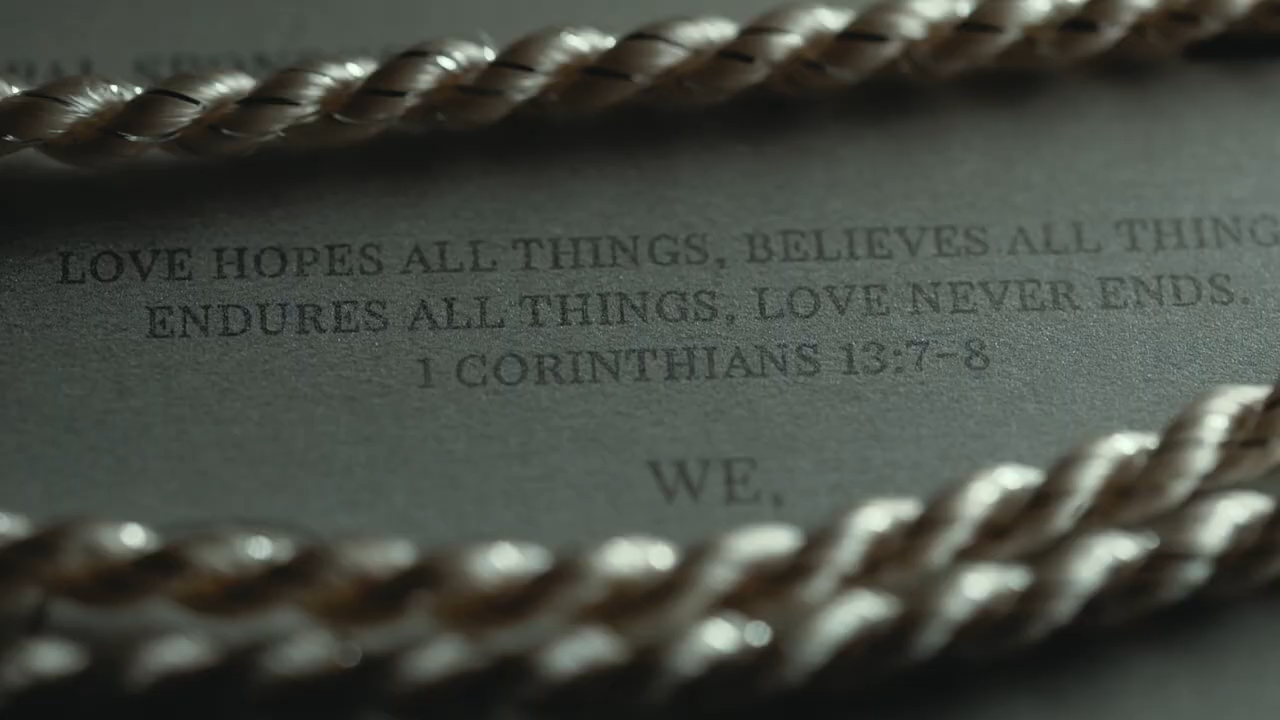 LOVE HOPES ALL THINGS, BELIEVES ALL THING
ENDURES ALL THINGS, LOVE NEVER ENDS.
1 CORINTHIANS 13:7-8
WE,